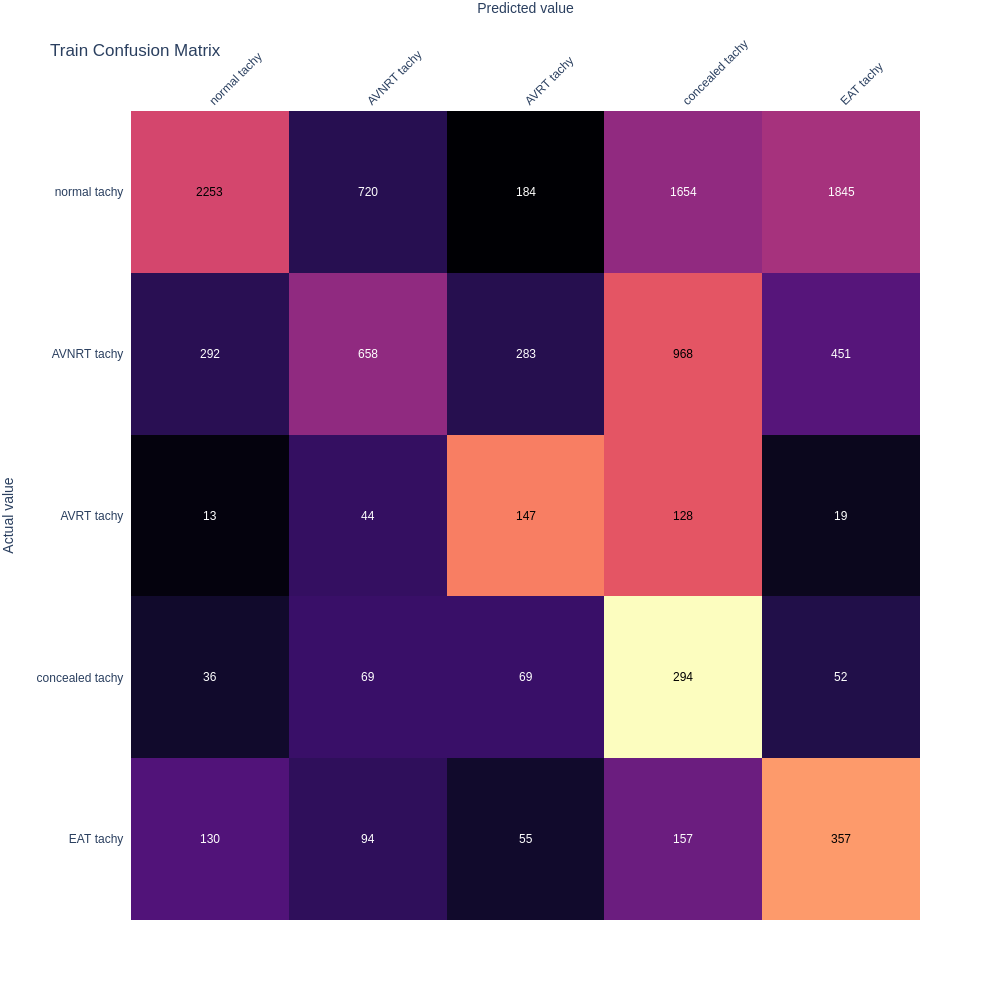 Predicted value
Train Confusion Matrix
normal tachy
AVNRT tachy
AVRT tachy
concealed tachy
EAT tachy
Actual value
normal tachy 2253 720 184 1654 1845
AVNRT tachy 292 658 283 968 451
AVRT tachy 13 44 147 128 19
concealed tachy 36 69 69 294 52
EAT tachy 130 94 55 157 357